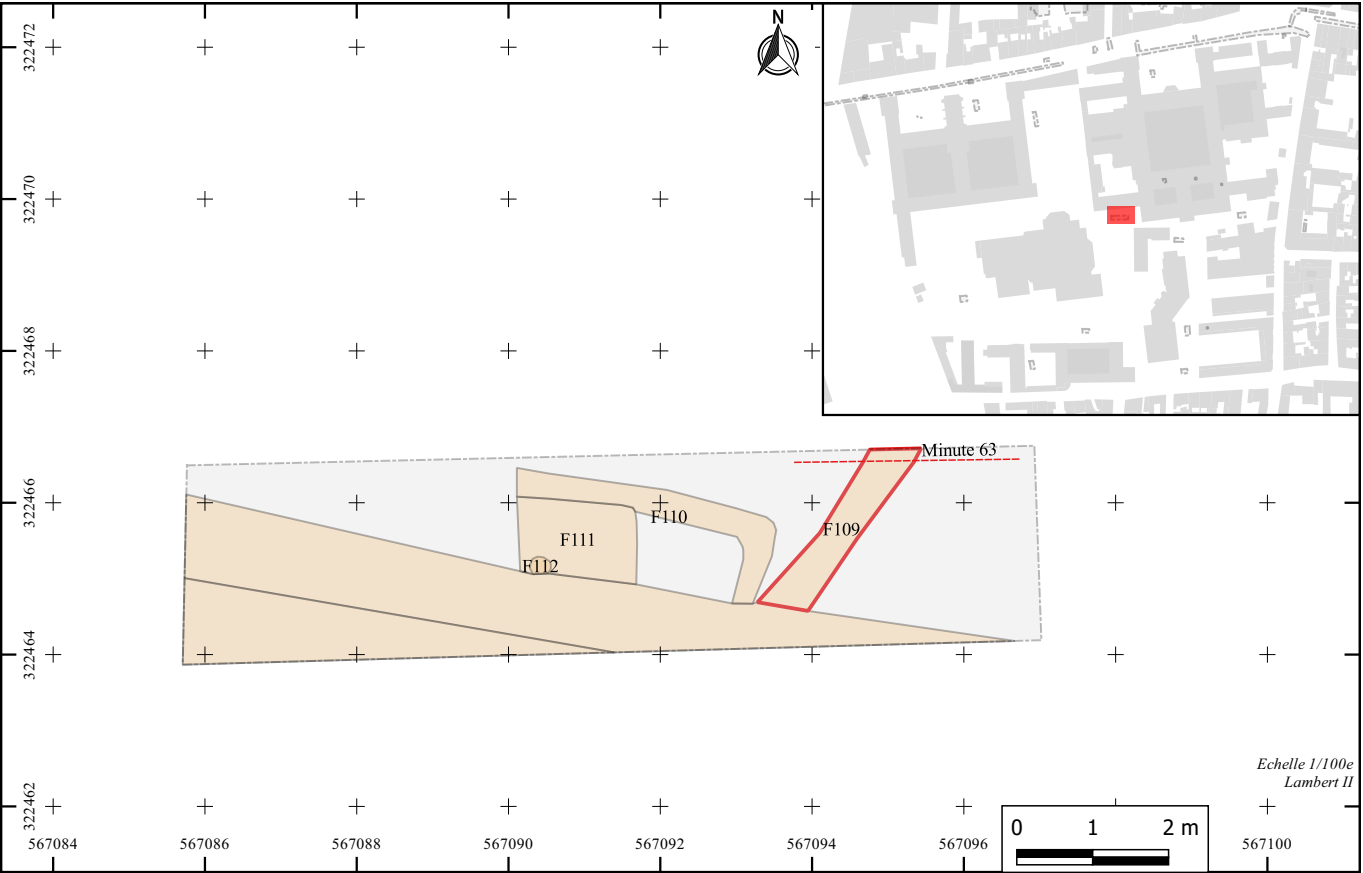 N
322472
322470
322468
322466
322464
322462
Minute 63
F110
F109
F111
F112
Echelle 1/100e
Lambert II
0 1 2 m
567084 567086 567088 567090 567092 567094 567096 567100